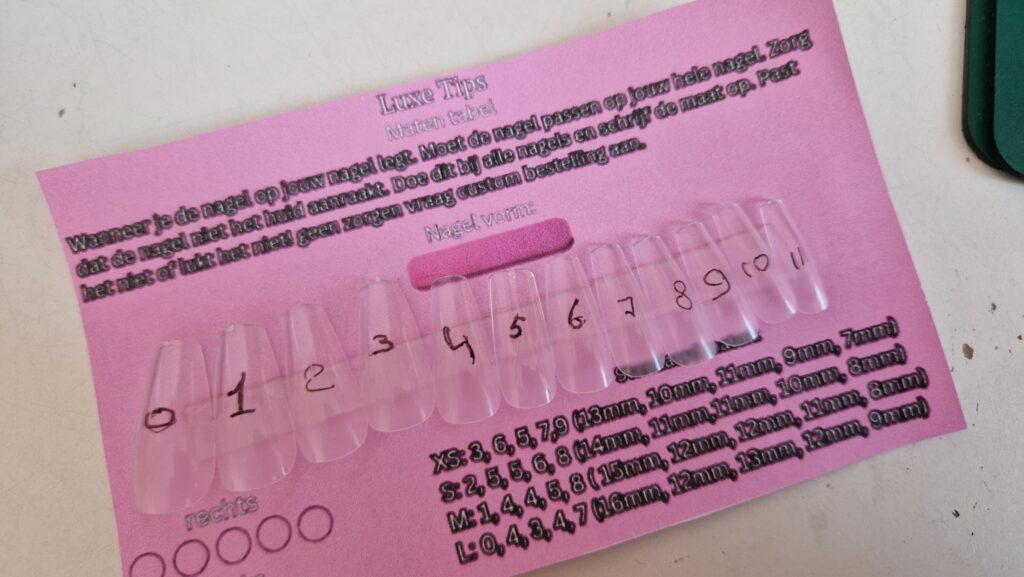 Luxe Tips
Maten tabel
Wanneer je de nagel op jouw nagel legt. Moet de nagel passen op jouw hele nagel. Zorg
dat de nagel niet het huid aanraakt. Doe dit bij alle nagels en schrijf de maat op. Past
het niet of lukt het niet! geen zorgen vraag custom bestelling aan.
Nagel vorm:
0 1 2 3 4 5 6 7 8 9 10 11
XS: 3, 6, 5, 7,9 (13mm, 10mm, 11mm, 9mm, 7mm)
S: 2, 5, 5, 6, 8 (14mm, 11mm,11mm, 10mm, 8mm)
M: 1, 4, 4, 5, 8 ( 15mm, 12mm, 12mm, 11mm, 8mm)
L: 0, 4, 3, 4, 7 (16mm, 12mm, 13mm, 12mm, 9mm)
rechts